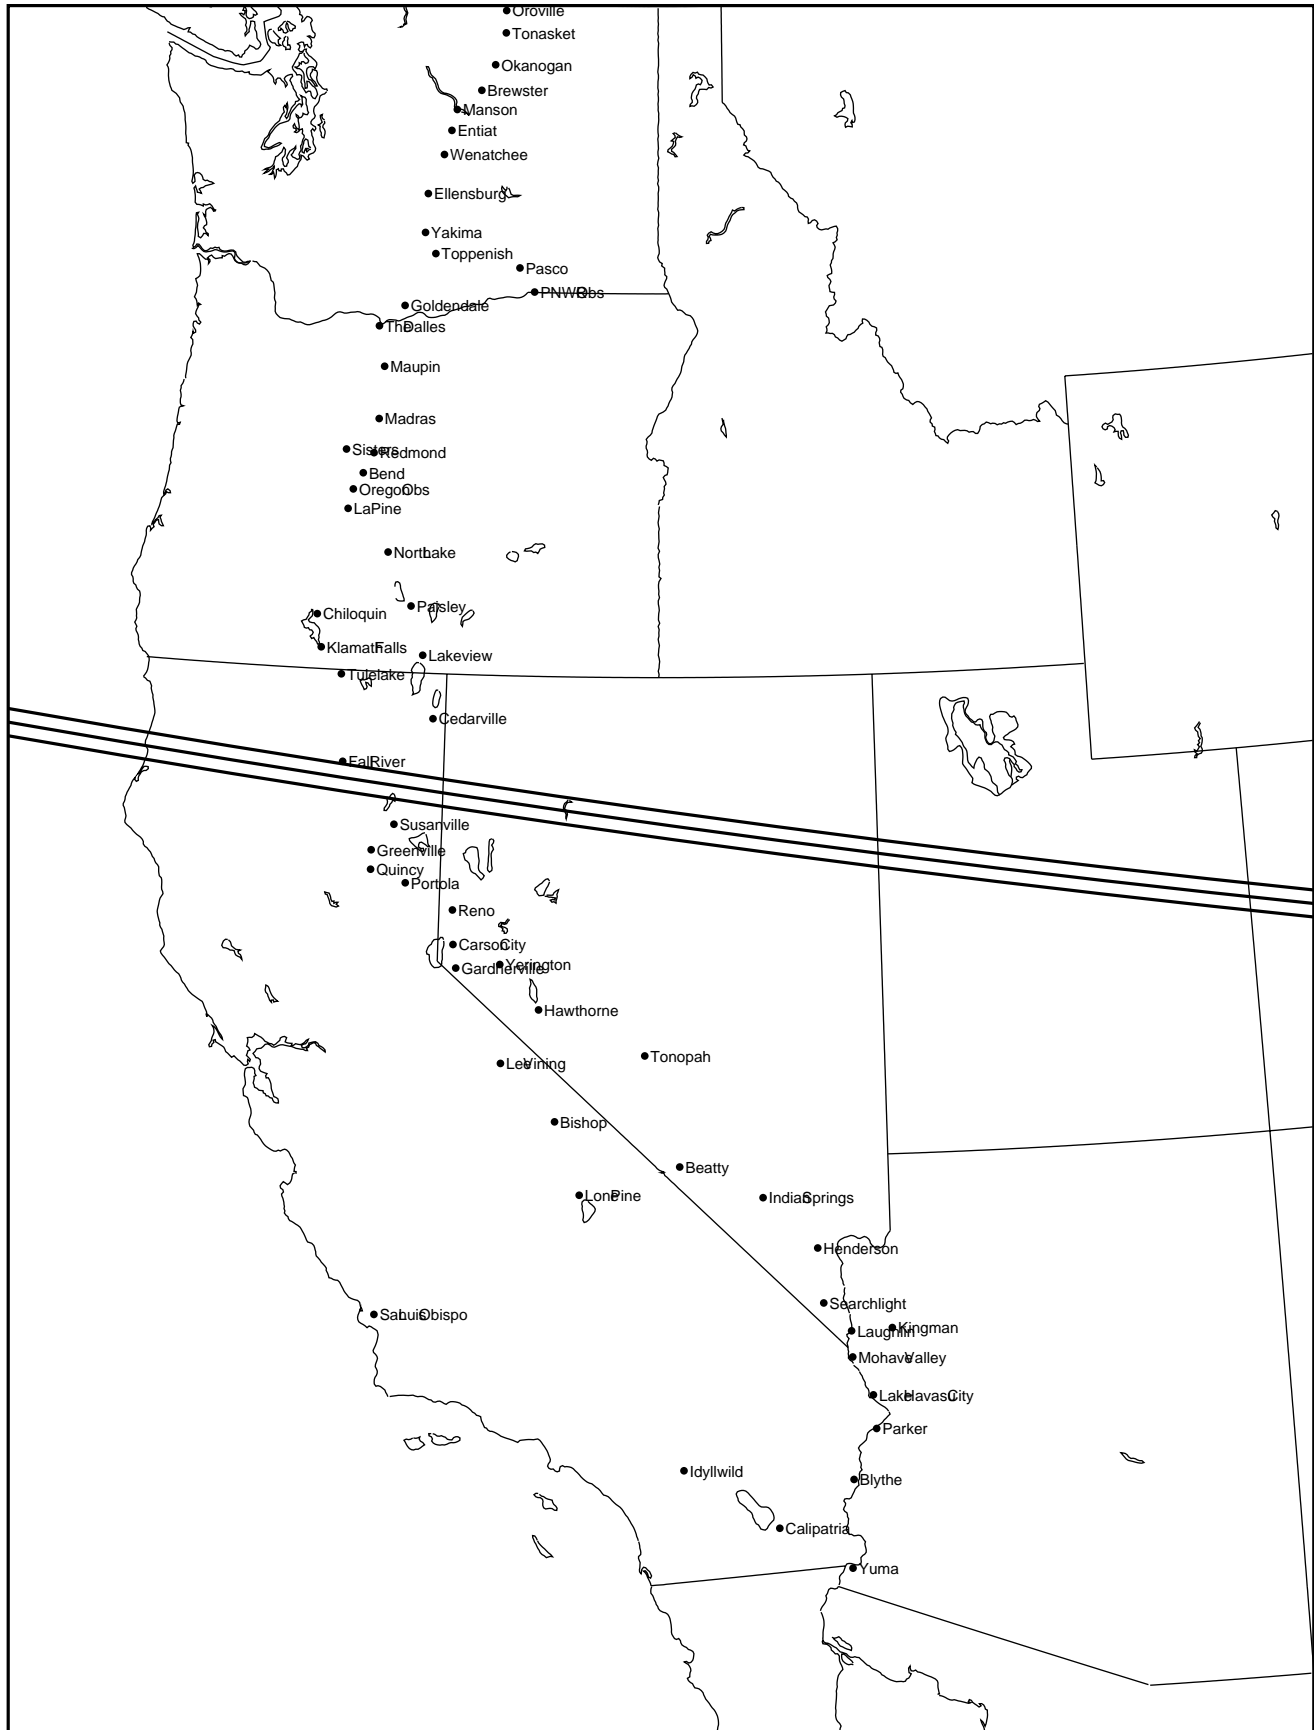 Oroville
Tonasket
Okanogan
Brewster
Manson
Entiat
Wenatchee
Ellensburg
Yakima
Toppenish
Pasco
PNWRObs
Goldendale
TheDalles
Maupin
Madras
Sisters
Redmond
Bend
OregonObs
LaPine
NorthLake
Paisley
Chiloquin
KlamathFalls
Lakeview
Tulelake
Cedarville
FallRiver
Susanville
Greenville
Quincy
Portola
Reno
CarsonCity
Yerington
Gardnerville
Hawthorne
Tonopah
LeeVining
Bishop
Beatty
LonePine
IndianSprings
Henderson
Searchlight
SanLuisObispo
Kingman
Laughlin
MohaveValley
LakeHavasuCity
Parker
Idyllwild
Blythe
Calipatria
Yuma